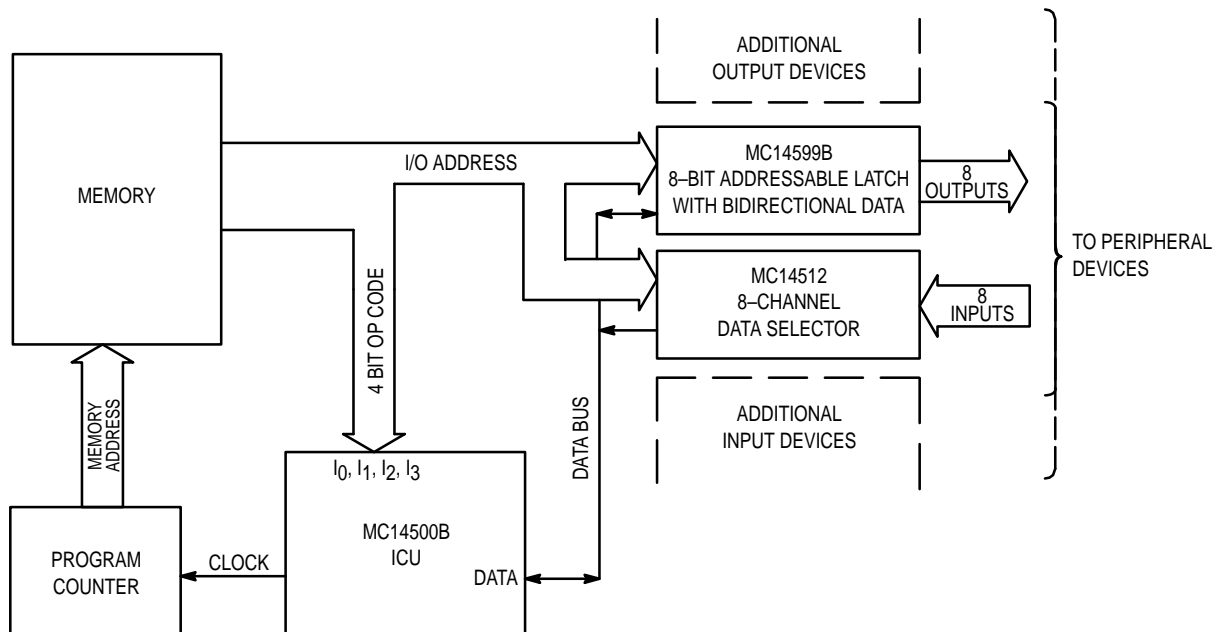 ADDITIONAL
OUTPUT DEVICES
MEMORY
I/O ADDRESS
MC14599B
8–BIT ADDRESSABLE LATCH
WITH BIDIRECTIONAL DATA
8
OUTPUTS
TO PERIPHERAL
DEVICES
MC14512
8–CHANNEL
DATA SELECTOR
8
INPUTS
4 BIT OP CODE
MEMORY
ADDRESS
DATA BUS
ADDITIONAL
INPUT DEVICES
I0, I1, I2, I3
MC14500B
ICU
DATA
CLOCK
PROGRAM
COUNTER